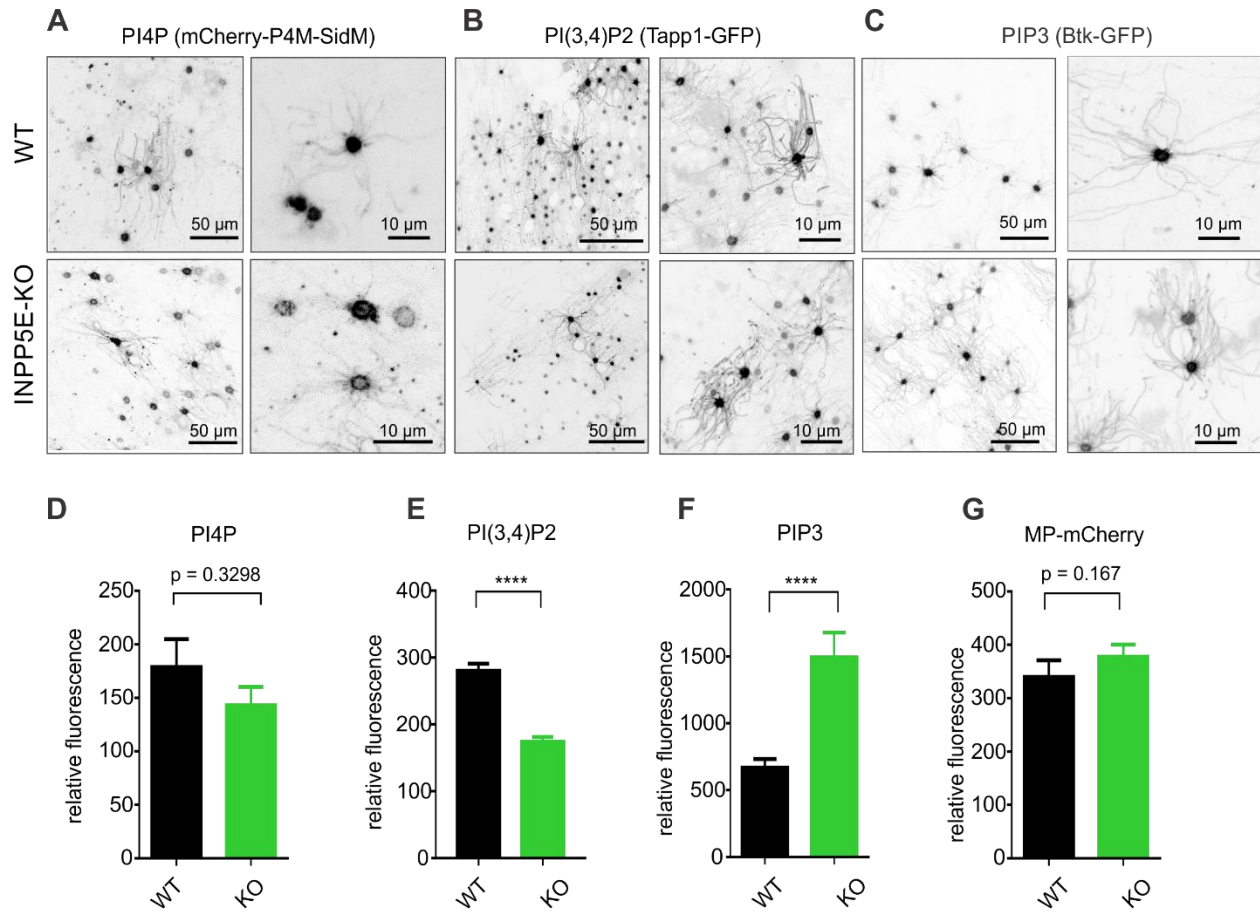 A
B
C
PI4P (mCherry-P4M-SidM)
PI(3,4)P2 (Tapp1-GFP)
PIP3 (Btk-GFP)
WT
50 µm
10 µm
50 µm
10 µm
50 µm
10 µm
INPP5E-KO
50 µm
10 µm
50 µm
10 µm
50 µm
10 µm
D
E
F
G
PI4P
PI(3,4)P2
PIP3
MP-mCherry
relative fluorescence
250
200
150
100
50
0
p = 0.3298
WT
KO
relative fluorescence
400
300
200
100
0
****
WT
KO
relative fluorescence
2000
1500
1000
500
0
****
WT
KO
relative fluorescence
500
400
300
200
100
0
p = 0.167
WT
KO